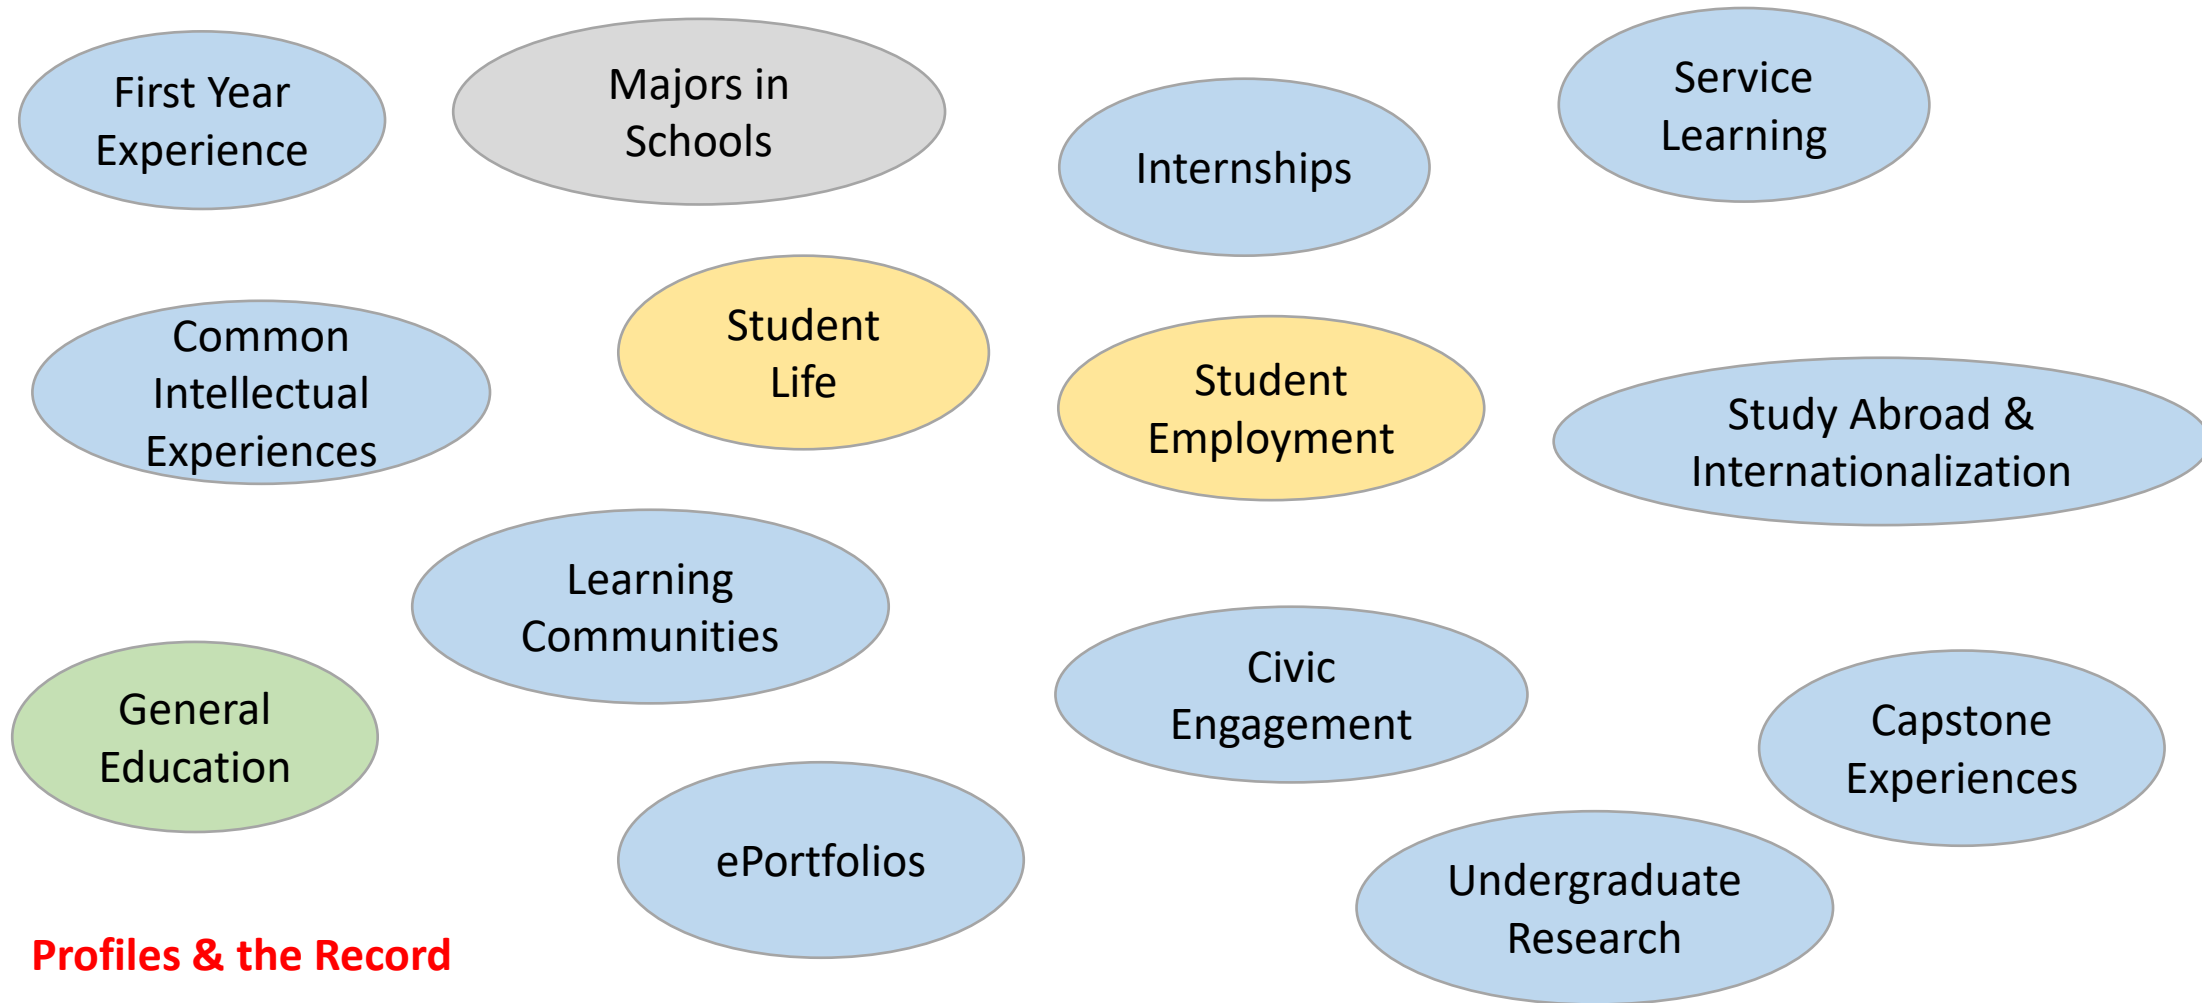 First Year
Experience
Majors in
Schools
Internships
Service
Learning
Common
Intellectual
Experiences
Student
Life
Student
Employment
Study Abroad &
Internationalization
Learning
Communities
General
Education
Civic
Engagement
Capstone
Experiences
ePortfolios
Undergraduate
Research
Profiles & the Record